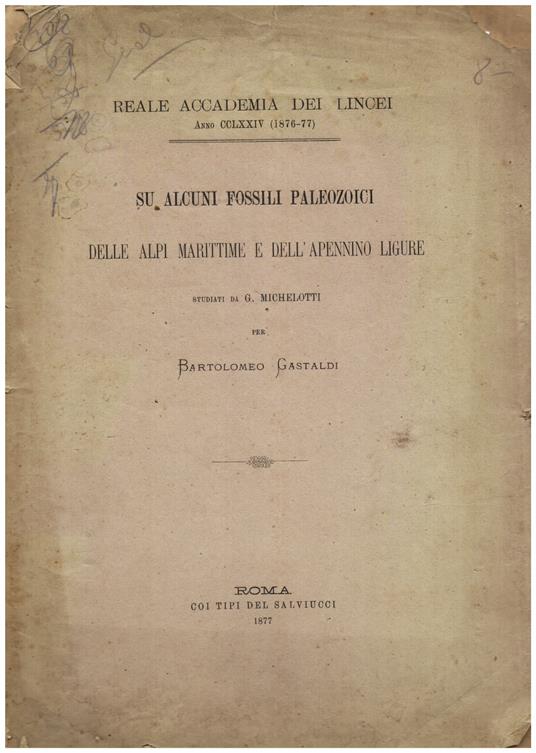 8-
REALE ACCADEMIA DEI LINCEI
ANNO CCLXXIV (1876-77)
SU ALCUNI FOSSILI PALEOZOICI
DELLE ALPI MARITTIME E DELL'APENNINO LIGURE
STUDIATI DA G. MICHELOTTI
PER
BARTOLOMEO GASTALDI
ROMA
COI TIPI DEL SALVIUCCI
1877